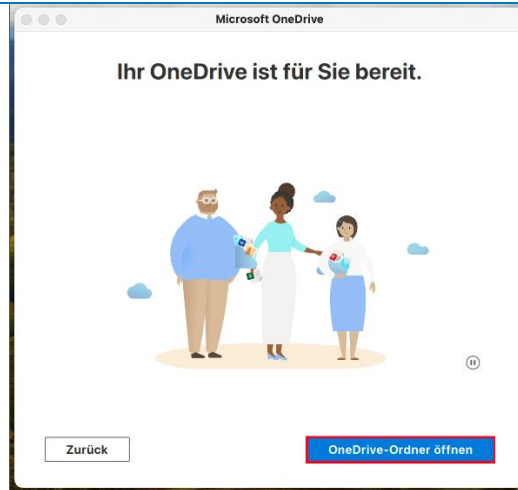 Microsoft OneDrive
Ihr OneDrive ist für Sie bereit.
Zurück
OneDrive-Ordner öffnen